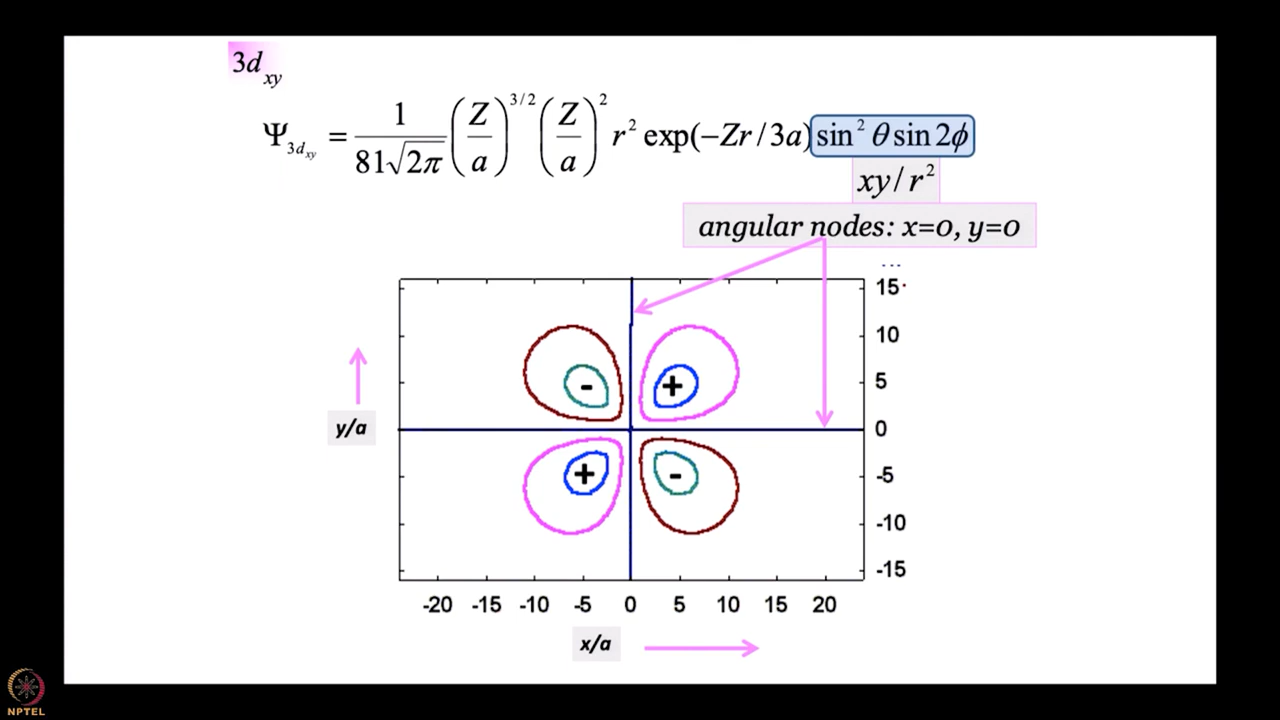 3d_xy
Ψ_3d_xy = 1/(81√2π) (Z/a)^3/2 (Z/a)^2 r^2 exp(−Zr/3a) sin^2 θ sin 2ϕ
xy/r^2
angular nodes: x=0, y=0
15
10
5
0
-5
-10
-15
- +
+ -
y/a
-20 -15 -10 -5 0 5 10 15 20
x/a
NPTEL